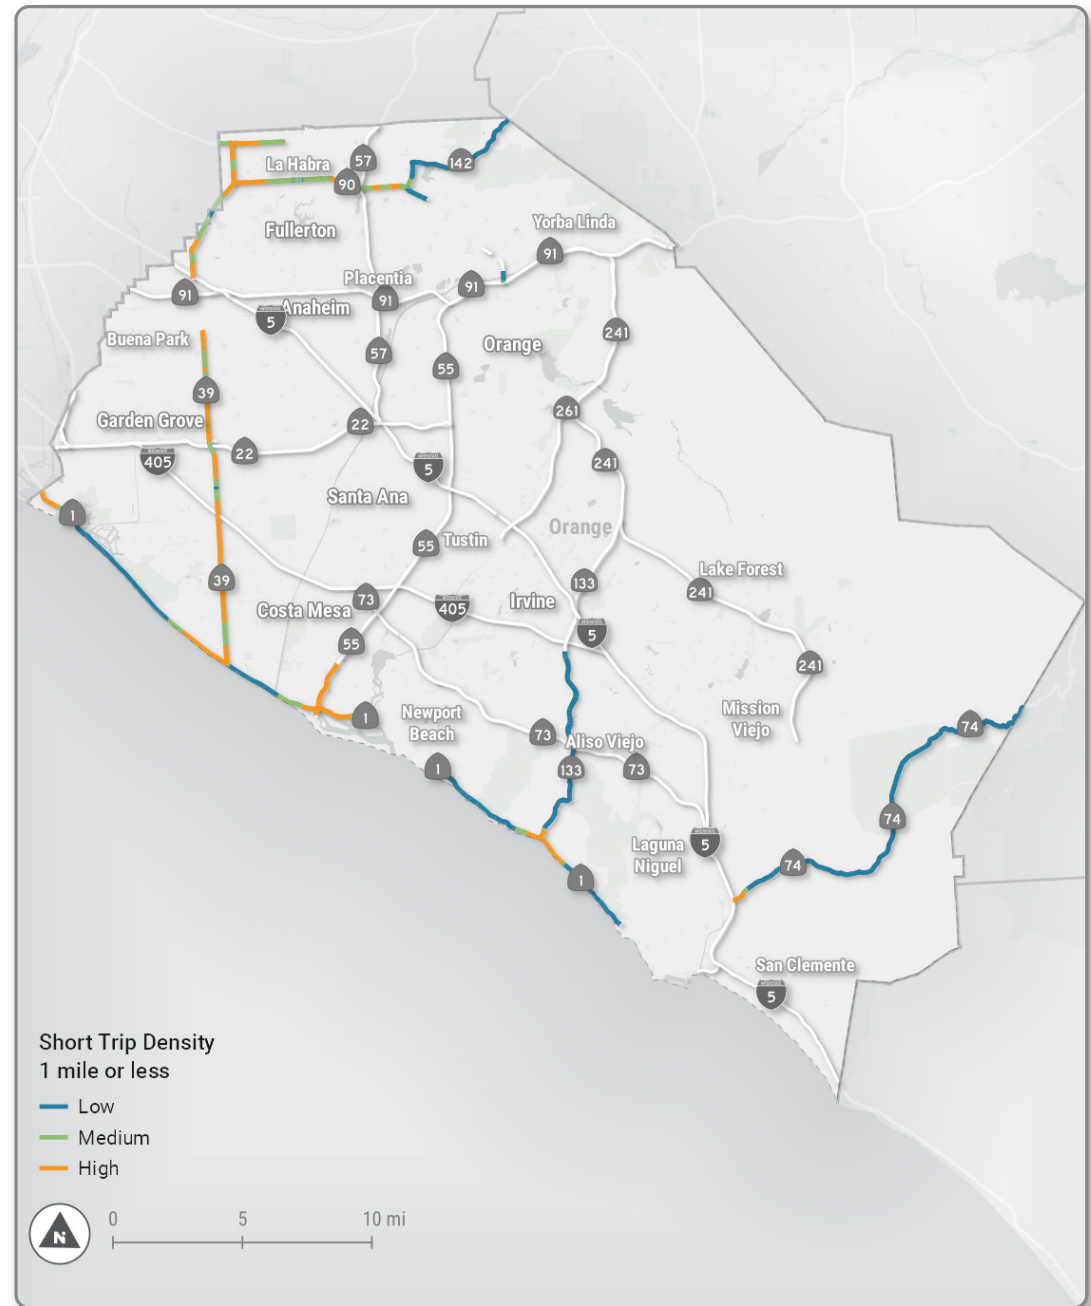 La Habra
57
142
90
Yorba Linda
Fullerton
91
Placentia
91
91
91
Anaheim
5
241
Buena Park
Orange
57
55
39
261
Garden Grove
22
22
405
241
5
Santa Ana
1
Orange
55
Tustin
Lake Forest
39
133
241
73
405
Irvine
Costa Mesa
5
55
241
Newport
Beach
Mission
Viejo
1
73
Aliso Viejo
74
1
133
73
74
Laguna
Niguel
5
74
1
San Clemente
5
Short Trip Density
1 mile or less
Low
Medium
High
N
0 5 10 mi